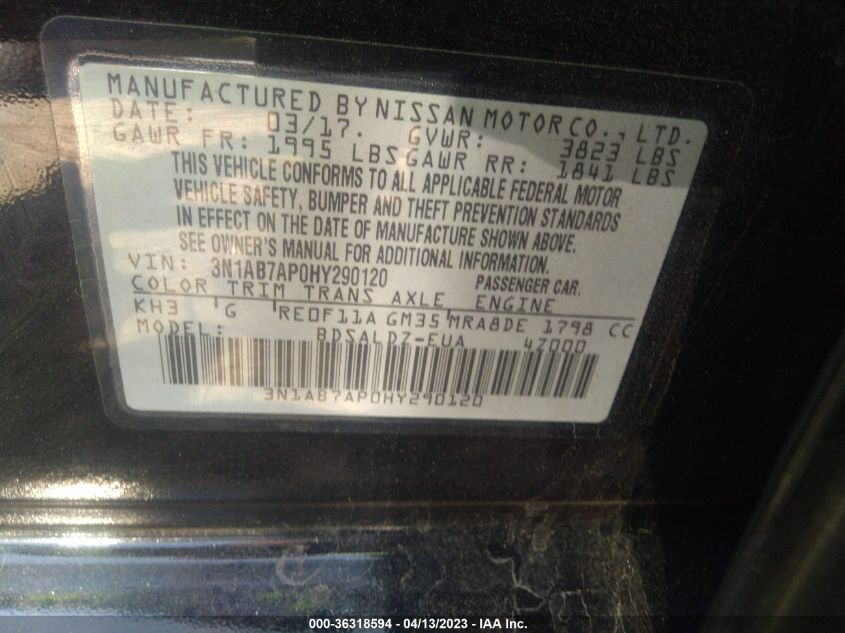 MANUFACTURED BY NISSAN MOTOR CO., LTD.
DATE: 03/17. GVWR: 3823 LBS
GAWR FR: 1995 LBS GAWR RR: 1841 LBS
THIS VEHICLE CONFORMS TO ALL APPLICABLE FEDERAL MOTOR
VEHICLE SAFETY, BUMPER AND THEFT PREVENTION STANDARDS
IN EFFECT ON THE DATE OF MANUFACTURE SHOWN ABOVE.
SEE OWNER'S MANUAL FOR ADDITIONAL INFORMATION.
VIN: 3N1AB7AP0HY290120 PASSENGER CAR.
COLOR TRIM TRANS AXLE ENGINE
KH3 G RE0F11A GM35 MRA8DE 1798 CC
MODEL: BDSALDZ-EUA 4Z000
3N1AB7AP0HY290120
000-36318594 - 04/13/2023 - IAA Inc.